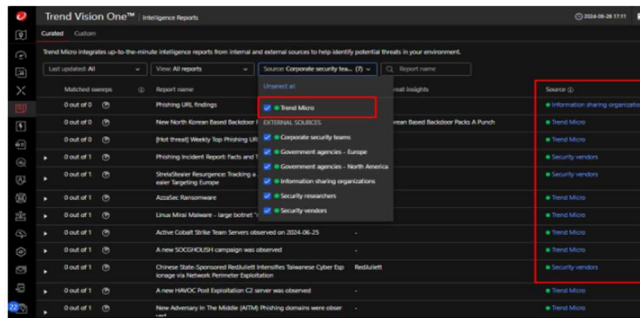 Trend Vision One™ | Intelligence Reports
2024-06-28 17:11
Curated Custom
Trend Micro integrates up-to-the-minute intelligence reports from internal and external sources to help identify potential threats in your environment.
Last updated: All View: All reports Source: Corporate security tea... (7) Report name
Unselect all
Trend Micro
EXTERNAL SOURCES
Corporate security teams
Government agencies - Europe
Government agencies - North America
Information sharing organizations
Security researchers
Security vendors
Matched sweeps Report name Threat Insights Source
0 out of 0 Phishing URL findings Information sharing organizatio
0 out of 0 New North Korean Based Backdoor rean Based Backdoor Packs A Punch Trend Micro
0 out of 0 [Hot threat] Weekly Top Phishing UR Trend Micro
0 out of 1 Phishing Incident Report: Facts and Security vendors
0 out of 1 StrelaStealer Resurgence: Tracking a Security vendors
ealer Targeting Europe
0 out of 1 AzzaSec Ransomware Trend Micro
0 out of 1 Linux Mirai Malware - large botnet Trend Micro
0 out of 1 Active Cobalt Strike Team Servers observed on 2024-06-25 - Trend Micro
0 out of 1 A new SOCGHOLISH campaign was observed - Trend Micro
0 out of 1 Chinese State-Sponsored RedJuliett Intensifies Taiwanese Cyber Esp RedJuliett Security vendors
ionage via Network Perimeter Exploitation
0 out of 1 A new HAVOC Post Exploitation C2 server was observed - Trend Micro
0 out of 1 New Adversary In The Middle (AITM) Phishing domains were obser - Trend Micro